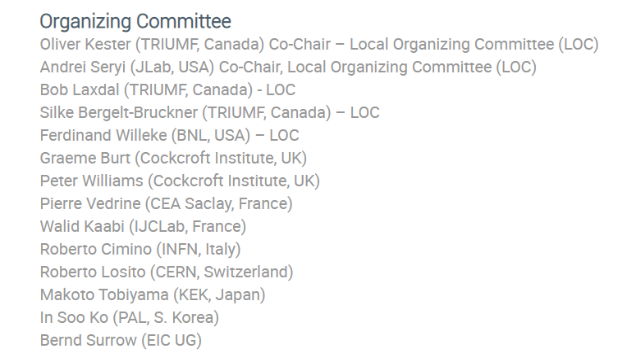 Organizing Committee
Oliver Kester (TRIUMF, Canada) Co-Chair – Local Organizing Committee (LOC)
Andrei Seryi (JLab, USA) Co-Chair, Local Organizing Committee (LOC)
Bob Laxdal (TRIUMF, Canada) - LOC
Silke Bergelt-Bruckner (TRIUMF, Canada) – LOC
Ferdinand Willeke (BNL, USA) – LOC
Graeme Burt (Cockcroft Institute, UK)
Peter Williams (Cockcroft Institute, UK)
Pierre Vedrine (CEA Saclay, France)
Walid Kaabi (IJCLab, France)
Roberto Cimino (INFN, Italy)
Roberto Losito (CERN, Switzerland)
Makoto Tobiyama (KEK, Japan)
In Soo Ko (PAL, S. Korea)
Bernd Surrow (EIC UG)